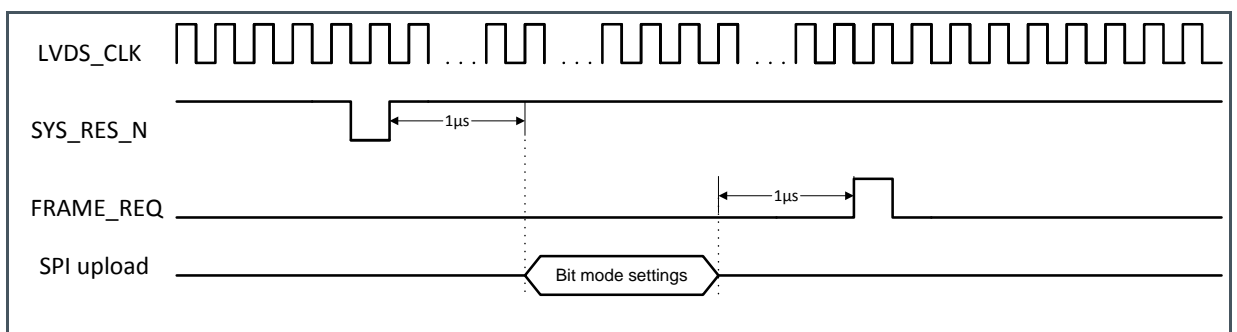 LVDS_CLK
. . .
. . .
. . .
SYS_RES_N
1µs
FRAME_REQ
1µs
SPI upload
Bit mode settings